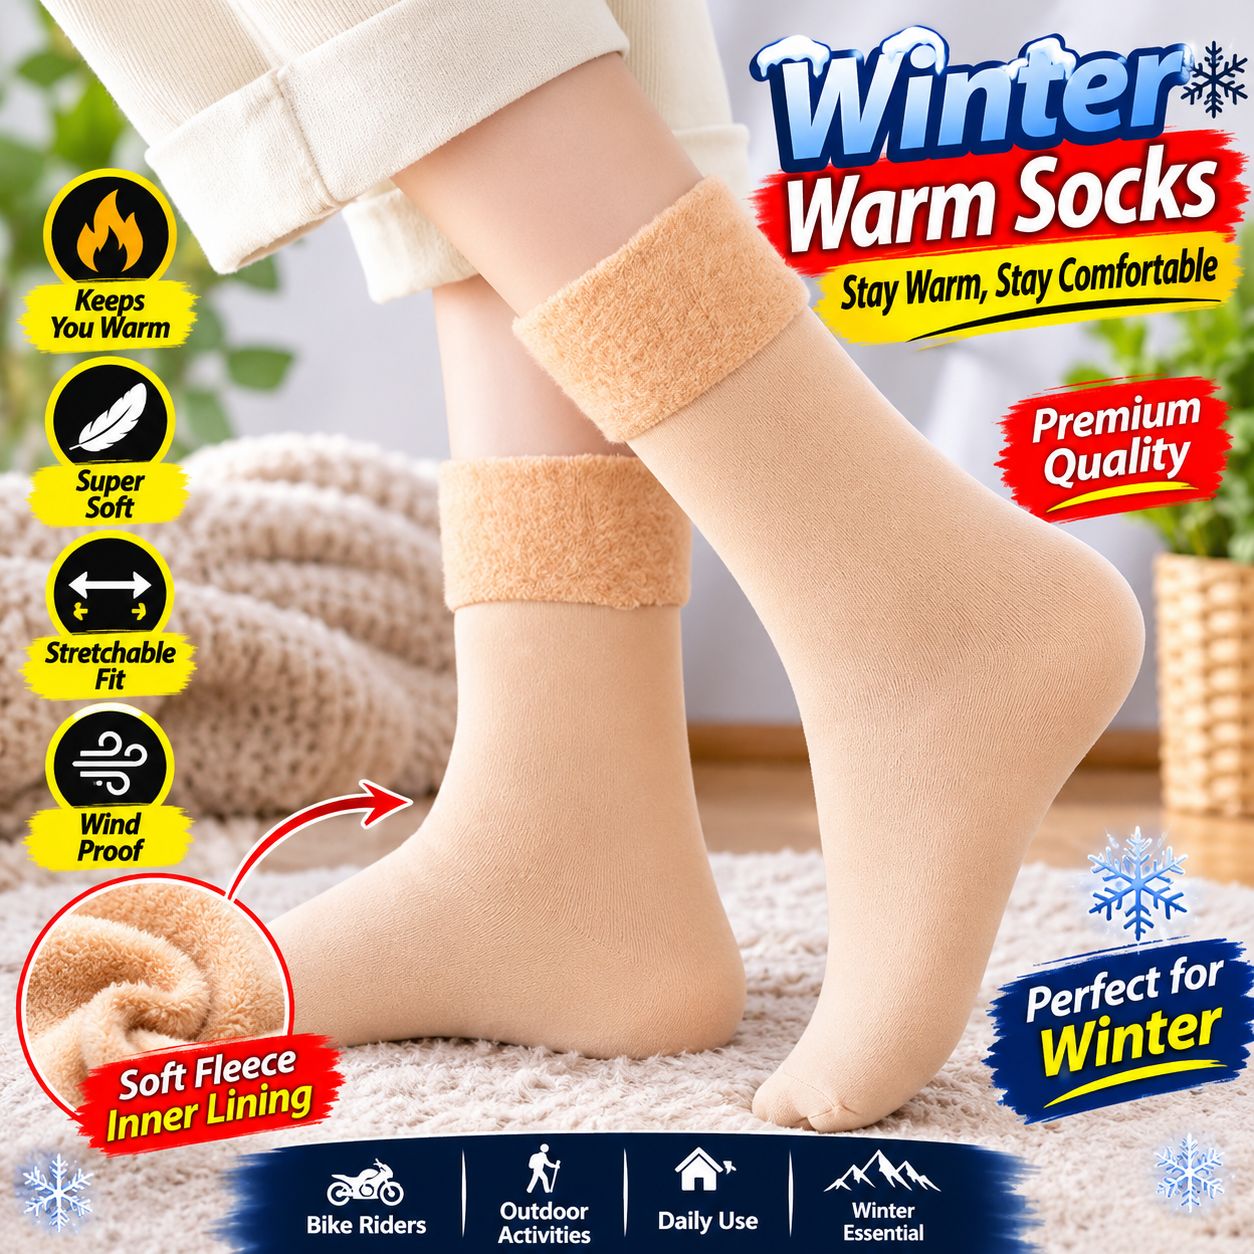 Winter
Warm Socks
Stay Warm, Stay Comfortable
Keeps
You Warm
Super
Soft
Stretchable
Fit
Wind
Proof
Premium
Quality
Soft Fleece
Inner Lining
Perfect for
Winter
Bike Riders
Outdoor
Activities
Daily Use
Winter
Essential